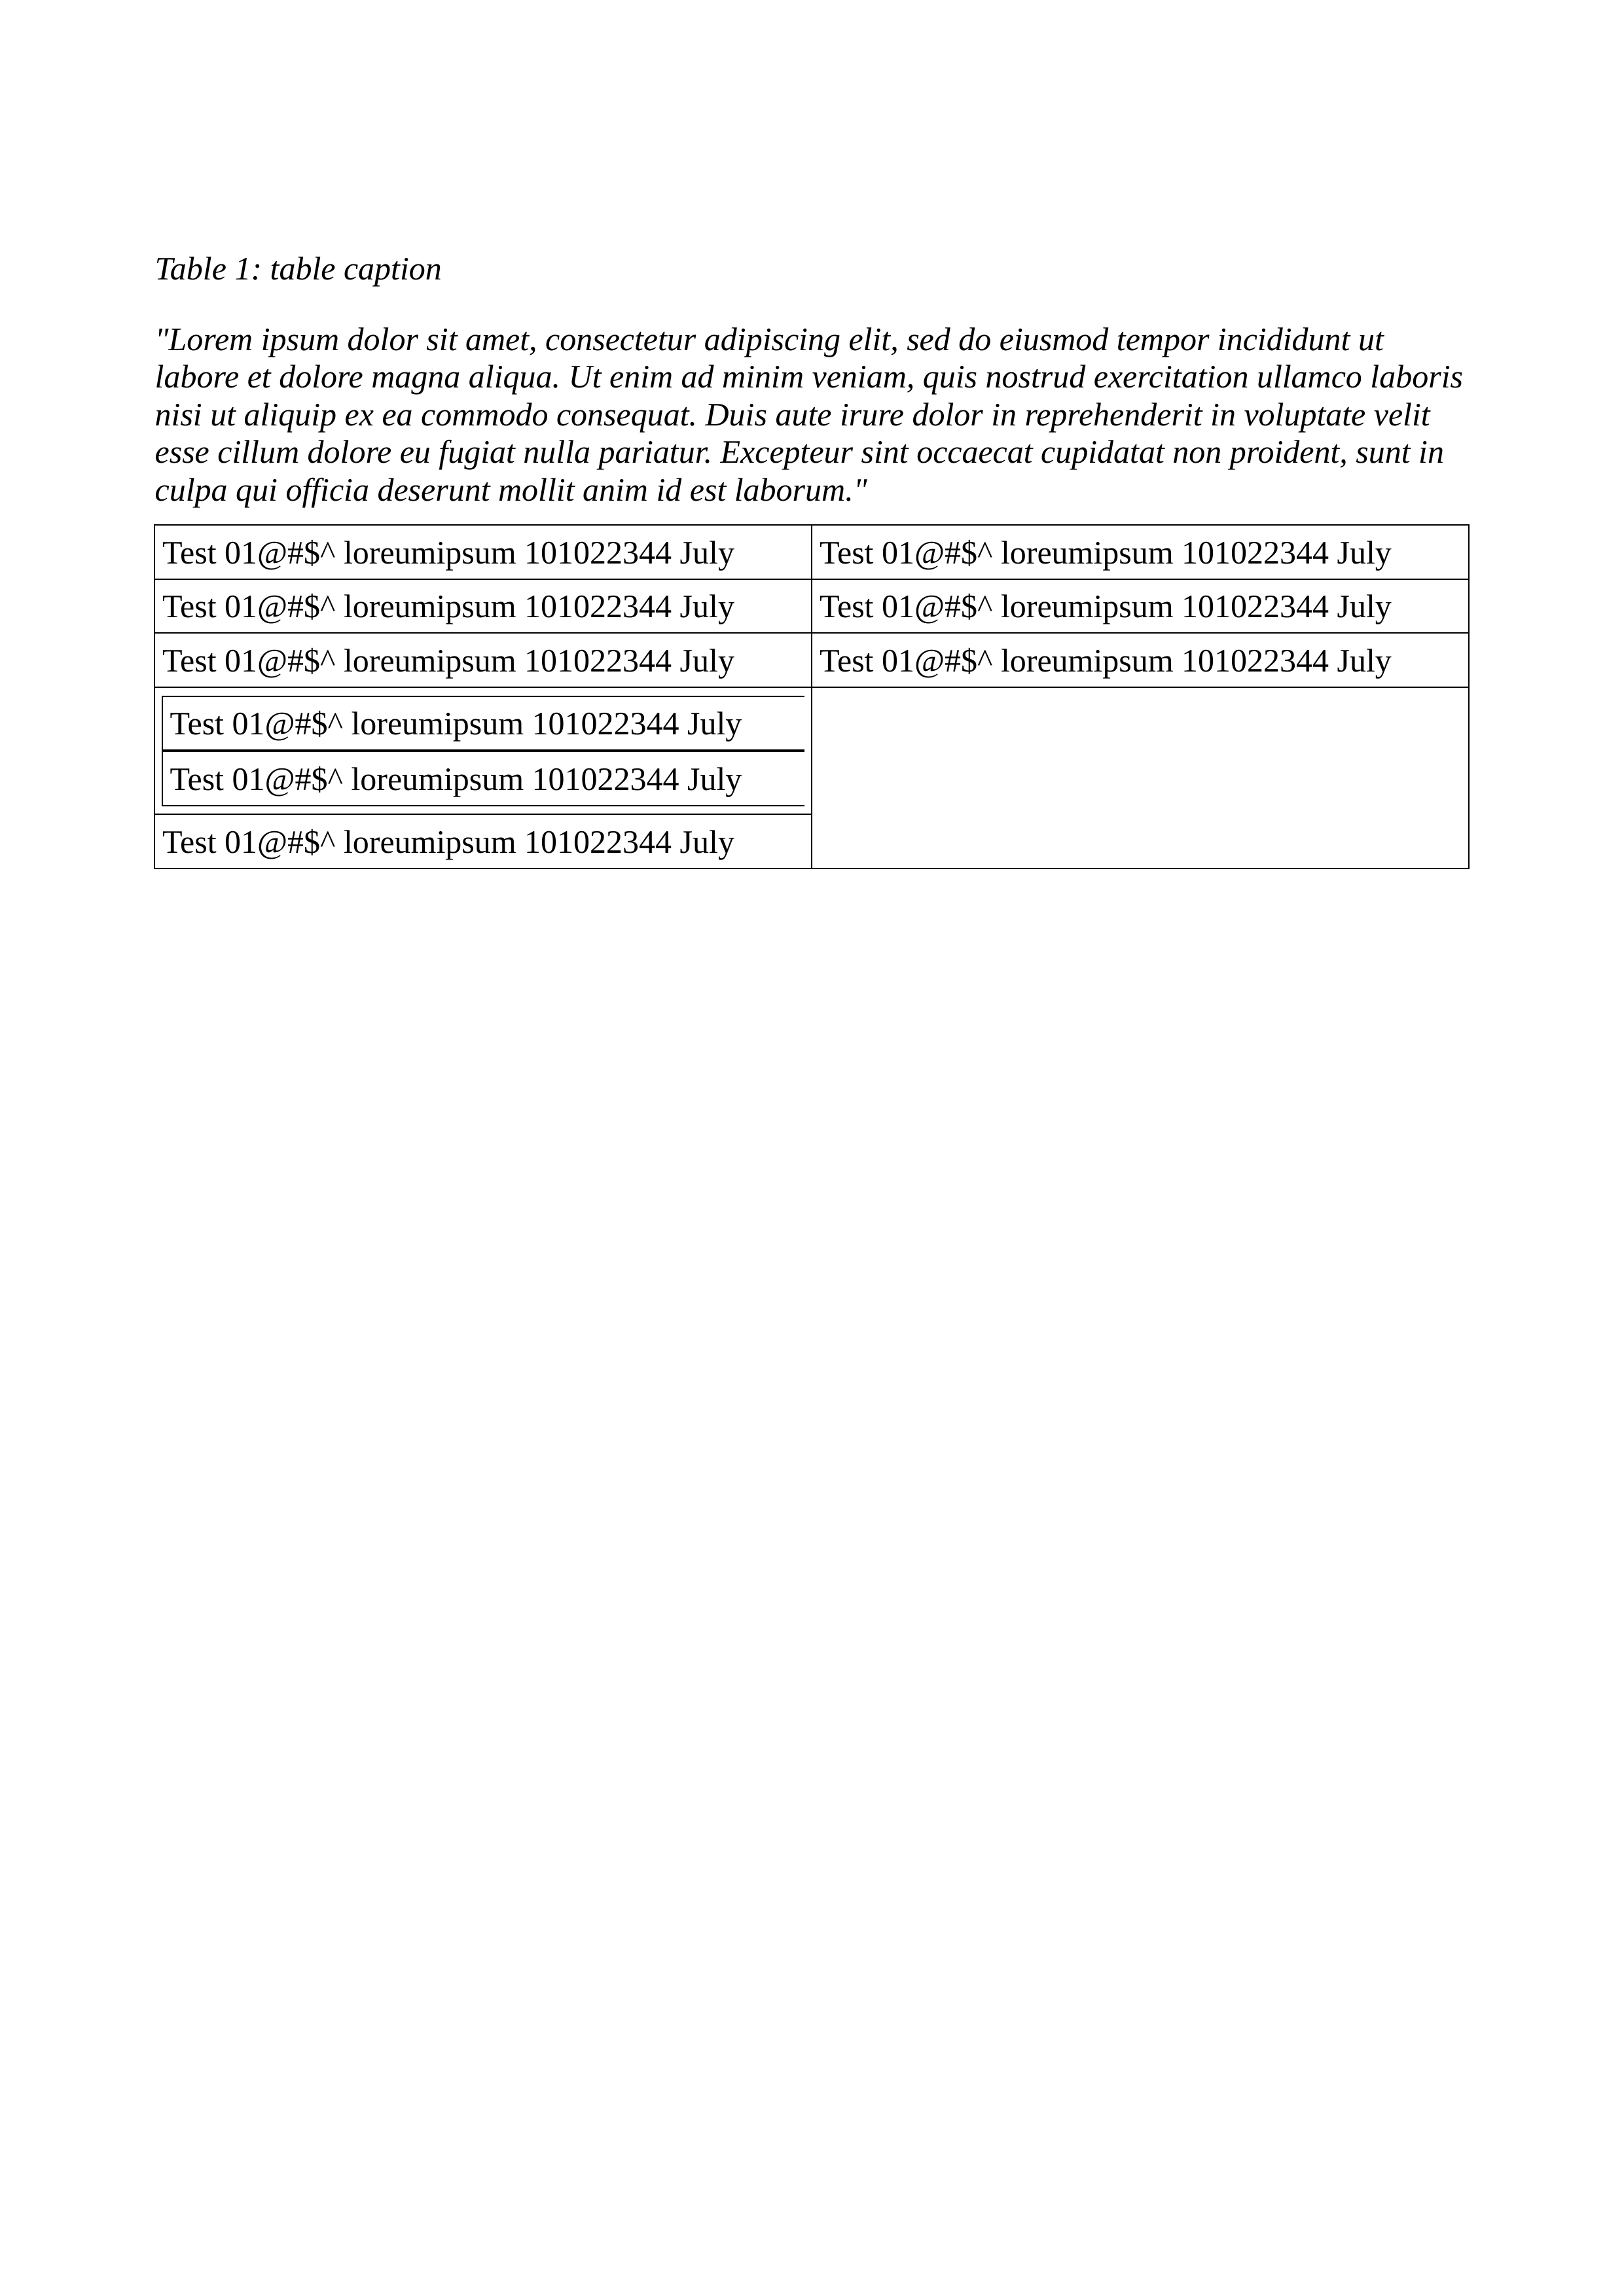 Table 1: table caption
"Lorem ipsum dolor sit amet, consectetur adipiscing elit, sed do eiusmod tempor incididunt ut
labore et dolore magna aliqua. Ut enim ad minim veniam, quis nostrud exercitation ullamco laboris
nisi ut aliquip ex ea commodo consequat. Duis aute irure dolor in reprehenderit in voluptate velit
esse cillum dolore eu fugiat nulla pariatur. Excepteur sint occaecat cupidatat non proident, sunt in
culpa qui officia deserunt mollit anim id est laborum."
Test 01@#$^ loreumipsum 101022344 July Test 01@#$^ loreumipsum 101022344 July
Test 01@#$^ loreumipsum 101022344 July Test 01@#$^ loreumipsum 101022344 July
Test 01@#$^ loreumipsum 101022344 July Test 01@#$^ loreumipsum 101022344 July
Test 01@#$^ loreumipsum 101022344 July
Test 01@#$^ loreumipsum 101022344 July
Test 01@#$^ loreumipsum 101022344 July